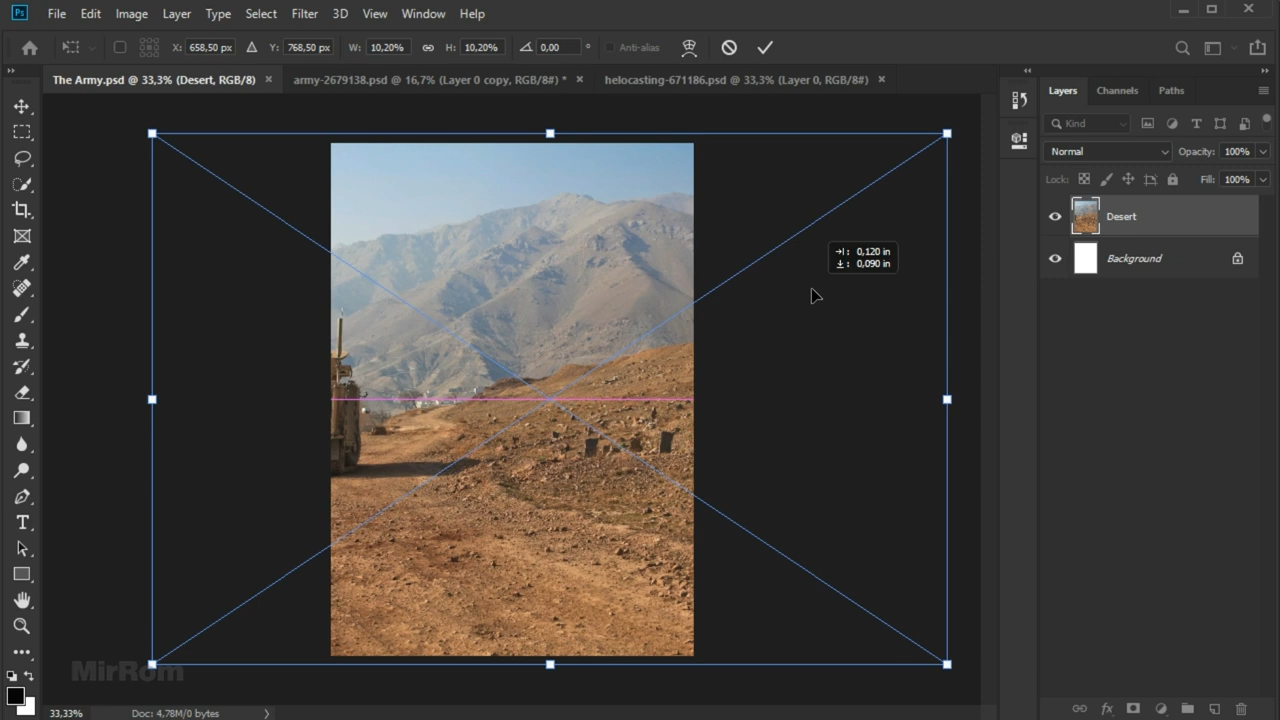 Ps File Edit Image Layer Type Select Filter 3D View Window Help
X: 658,50 px Δ Y: 768,50 px W: 10,20% H: 10,20% 0,00 ° Anti-alias
The Army.psd @ 33,3% (Desert, RGB/8) × army-2679138.psd @ 16,7% (Layer 0 copy, RGB/8#) * × helocasting-671186.psd @ 33,3% (Layer 0, RGB/8#) ×
Layers Channels Paths
Kind
Normal Opacity: 100%
Lock: Fill: 100%
Desert
Background
0,120 in
0,090 in
MirRom
33,33% Doc: 4,78M/0 bytes